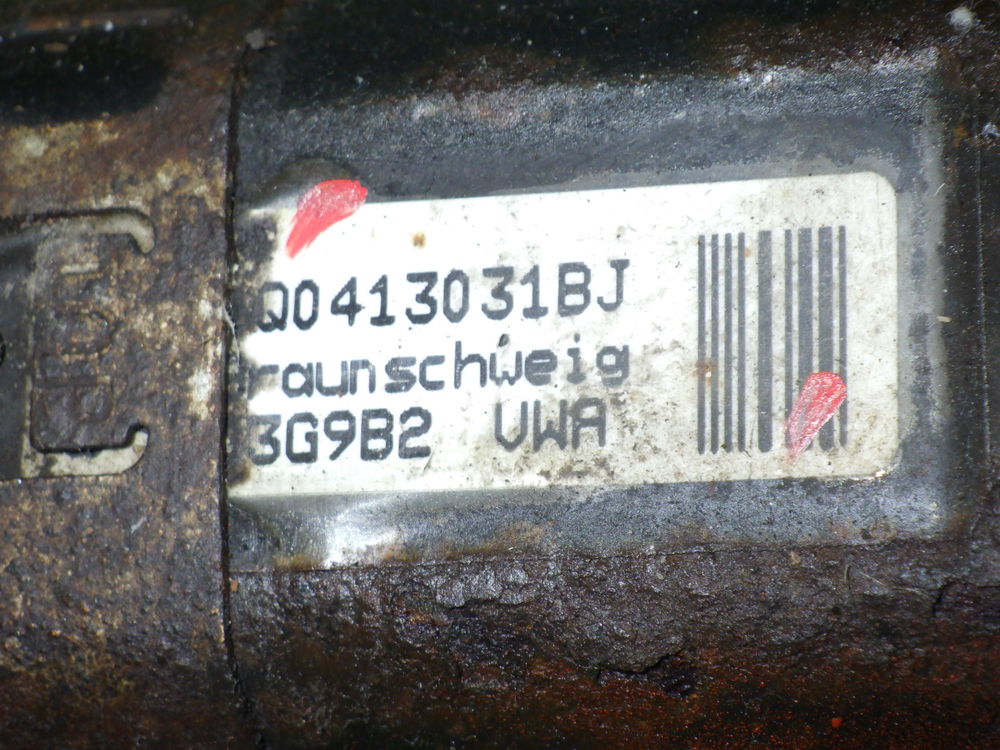 Q0413031BJ
raunschweig
3G9B2 VWA